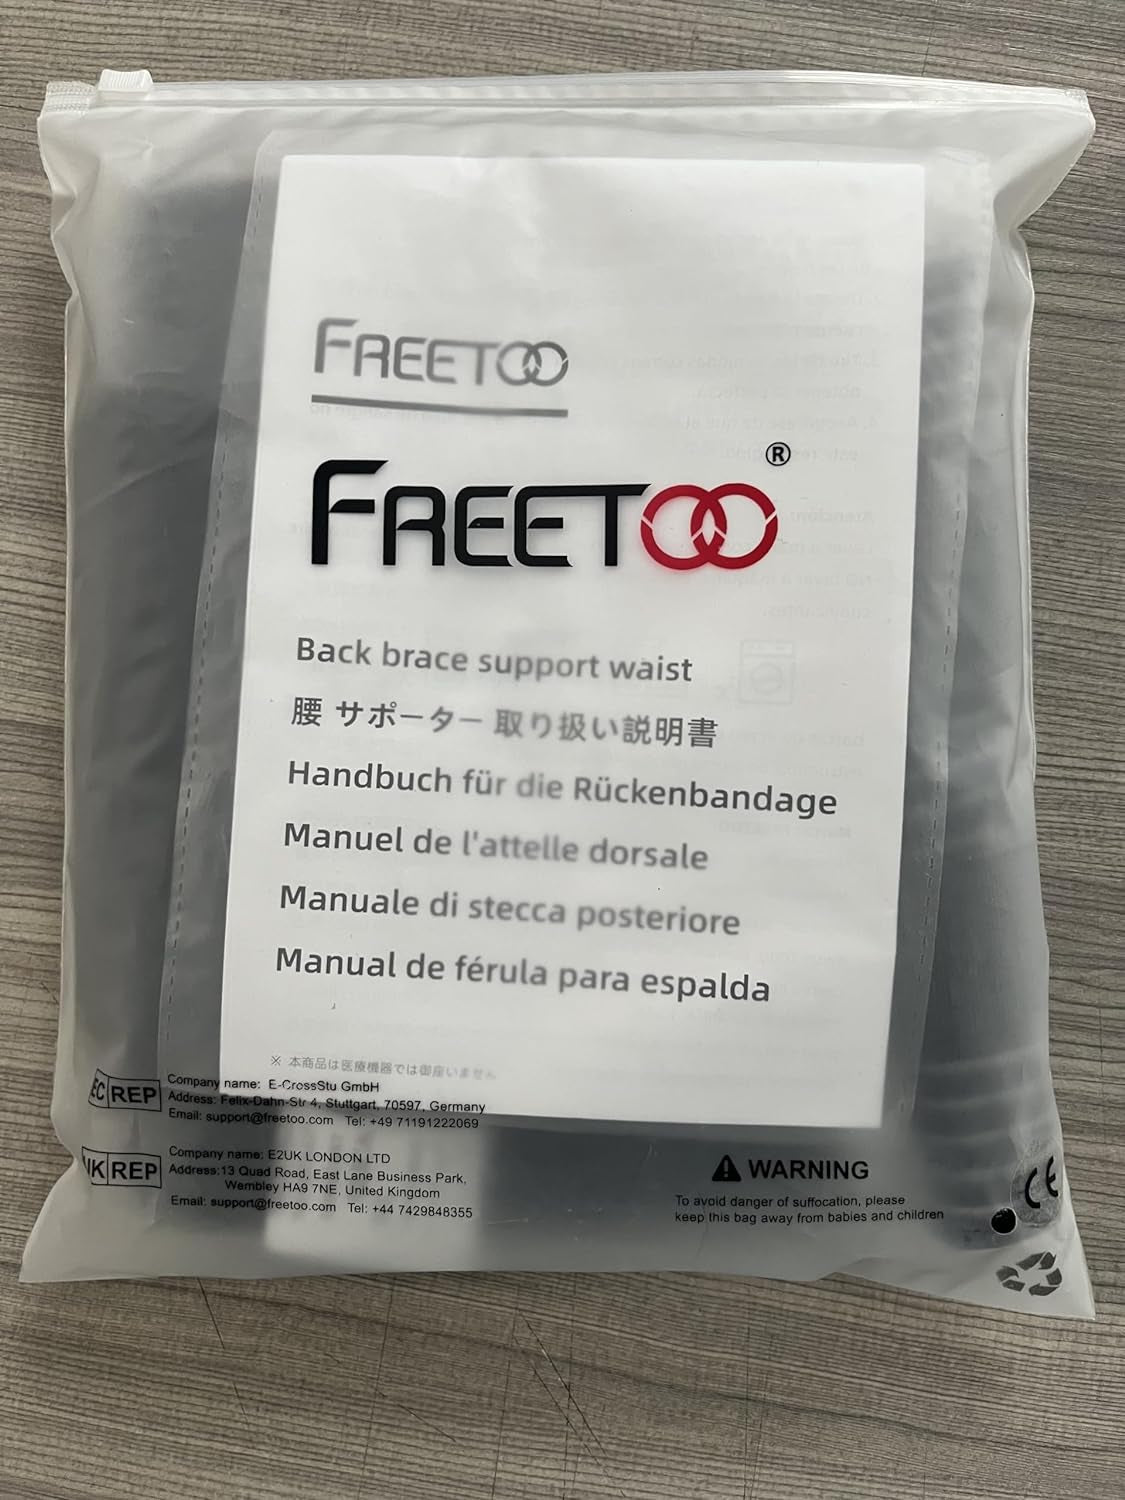 FREETOO
FREETOO®
Back brace support waist
腰 サポーター 取り扱い説明書
Handbuch für die Rückenbandage
Manuel de l'attelle dorsale
Manuale di stecca posteriore
Manual de férula para espalda
※ 本商品は医療機器では御座いません
EC REP
Company name: E-CrossStu GmbH
Address: Felix-Dahn-Str 4, Stuttgart, 70597, Germany
Email: support@freetoo.com Tel: +49 71191222069
UK REP
Company name: E2UK LONDON LTD
Address:13 Quad Road, East Lane Business Park,
Wembley HA9 7NE, United Kingdom
Email: support@freetoo.com Tel: +44 7429848355
WARNING
To avoid danger of suffocation, please
keep this bag away from babies and children
CE